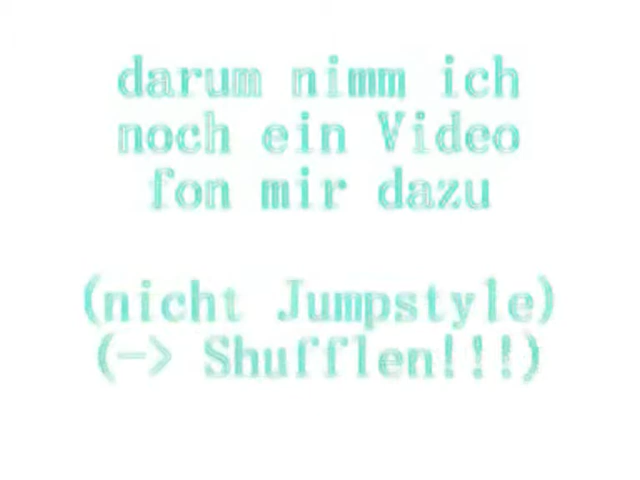 darum nimm ich
noch ein Video
fon mir dazu
(nicht Jumpstyle)
(-> Shufflen!!!)